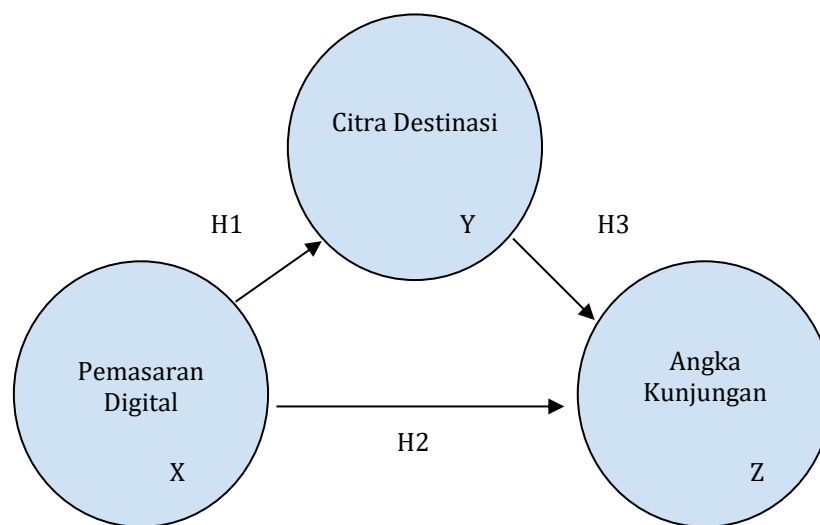 Citra Destinasi
Y
H1
H3
Pemasaran
Digital
X
H2
Angka
Kunjungan
Z